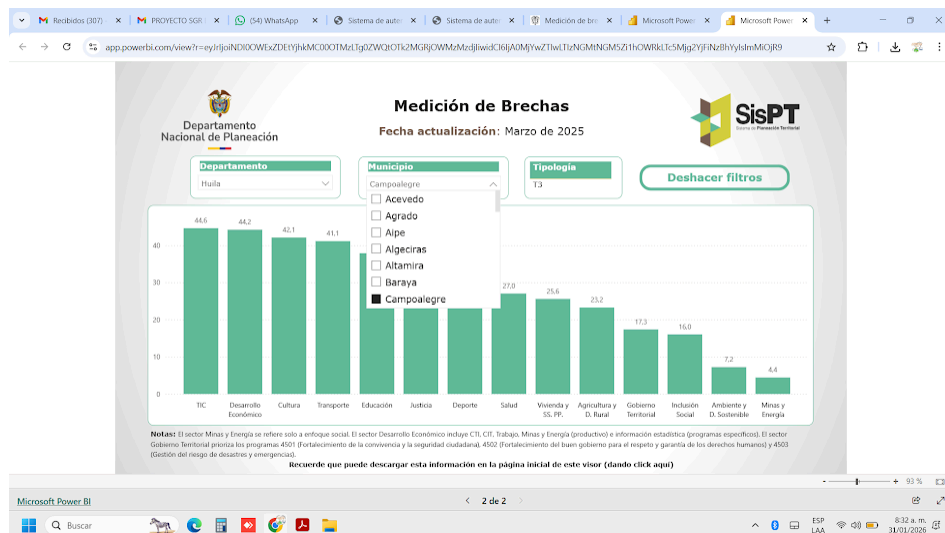 Recibidos (307) -
PROYECTO SGR
(54) WhatsApp
Sistema de auter
Sistema de auter
Medición de bre
Microsoft Power
Microsoft Power
Departamento
Nacional de Planeación
Medición de Brechas
Fecha actualización: Marzo de 2025
SisPT
Sistema de Planeación Territorial
Departamento
Huila
Municipio
Campoalegre
Tipología
T3
Deshacer filtros
Acevedo
Agrado
Aipe
Algeciras
Altamira
Baraya
Campoalegre
44,6
44,2
42,1
41,1
27,0
25,6
23,2
17,3
16,0
7,2
4,4
40
30
20
10
0
TIC
Desarrollo
Económico
Cultura
Transporte
Educación
Justicia
Deporte
Salud
Vivienda y
SS. PP.
Agricultura y
D. Rural
Gobierno
Territorial
Inclusión
Social
Ambiente y
D. Sostenible
Minas y
Energía
Notas: El sector Minas y Energía se refiere solo a enfoque social. El sector Desarrollo Económico incluye CTI, CIT, Trabajo, Minas y Energía (productivo) e información estadística (programas específicos). El sector
Gobierno Territorial prioriza los programas 4501 (Fortalecimiento de la convivencia y la seguridad ciudadana), 4502 (Fortalecimiento del buen gobierno para el respeto y garantía de los derechos humanos) y 4503
(Gestión del riesgo de desastres y emergencias).
Recuerde que puede descargar esta información en la página inicial de este visor (dando click aquí)
- + 93 %
Microsoft Power BI
2 de 2
Buscar
ESP
LAA
8:32 a. m.
31/01/2026